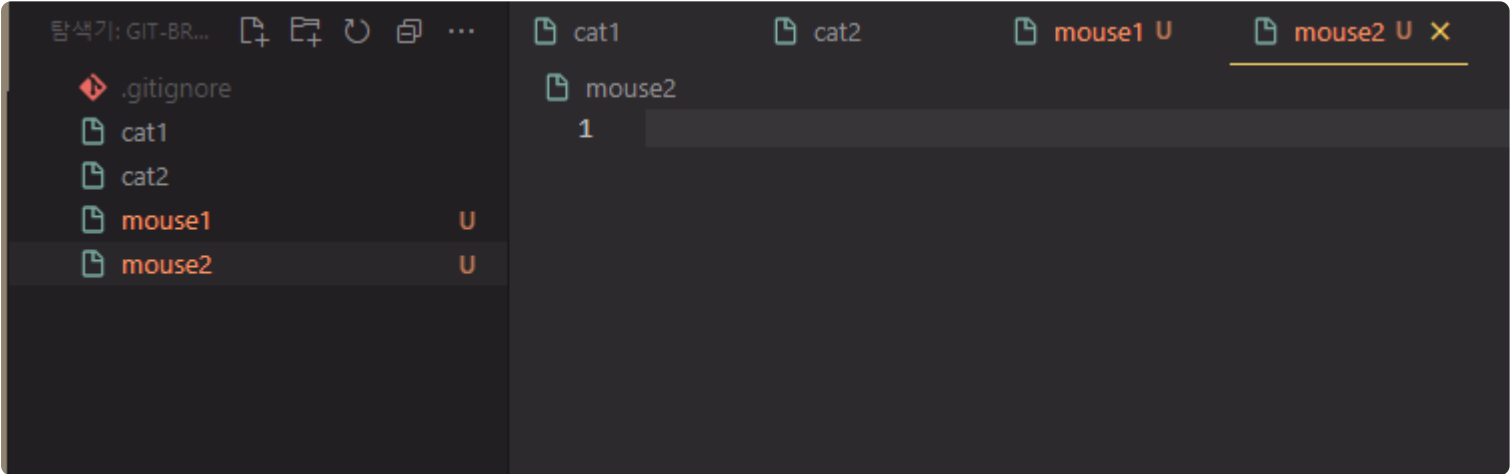 탐색기: GIT-BR...
.gitignore
cat1
cat2
mouse1 U
mouse2 U
cat1 cat2 mouse1 U mouse2 U
mouse2
1